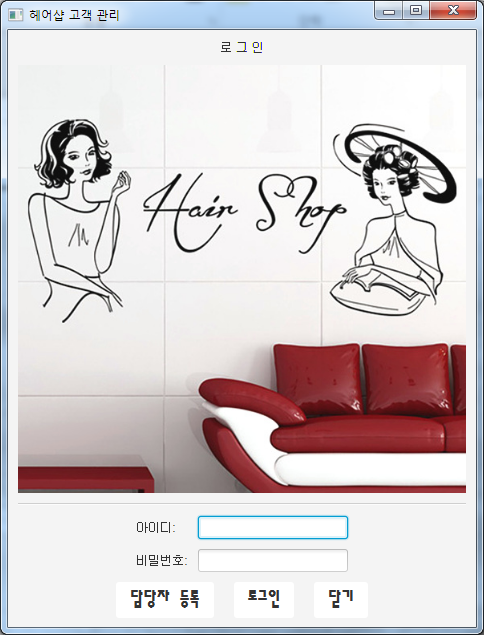 헤어샵 고객 관리
로 그 인
Hair Shop
아이디:
비밀번호:
담당자 등록
로그인
닫기